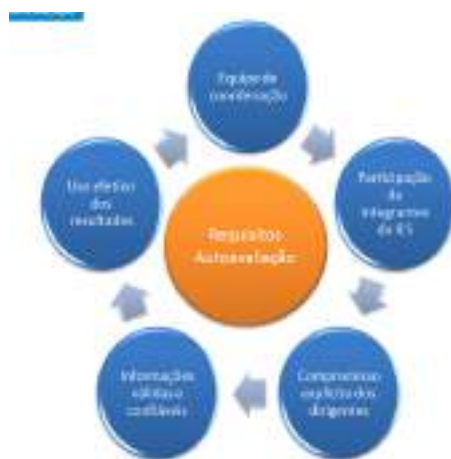 Equipe de
coordenação
Participação
de
integrantes
da IES
Compromisso
explícito dos
dirigentes
Informações
válidas e
confiáveis
Uso efetivo
dos
resultados
Requisitos
Autoavaliação